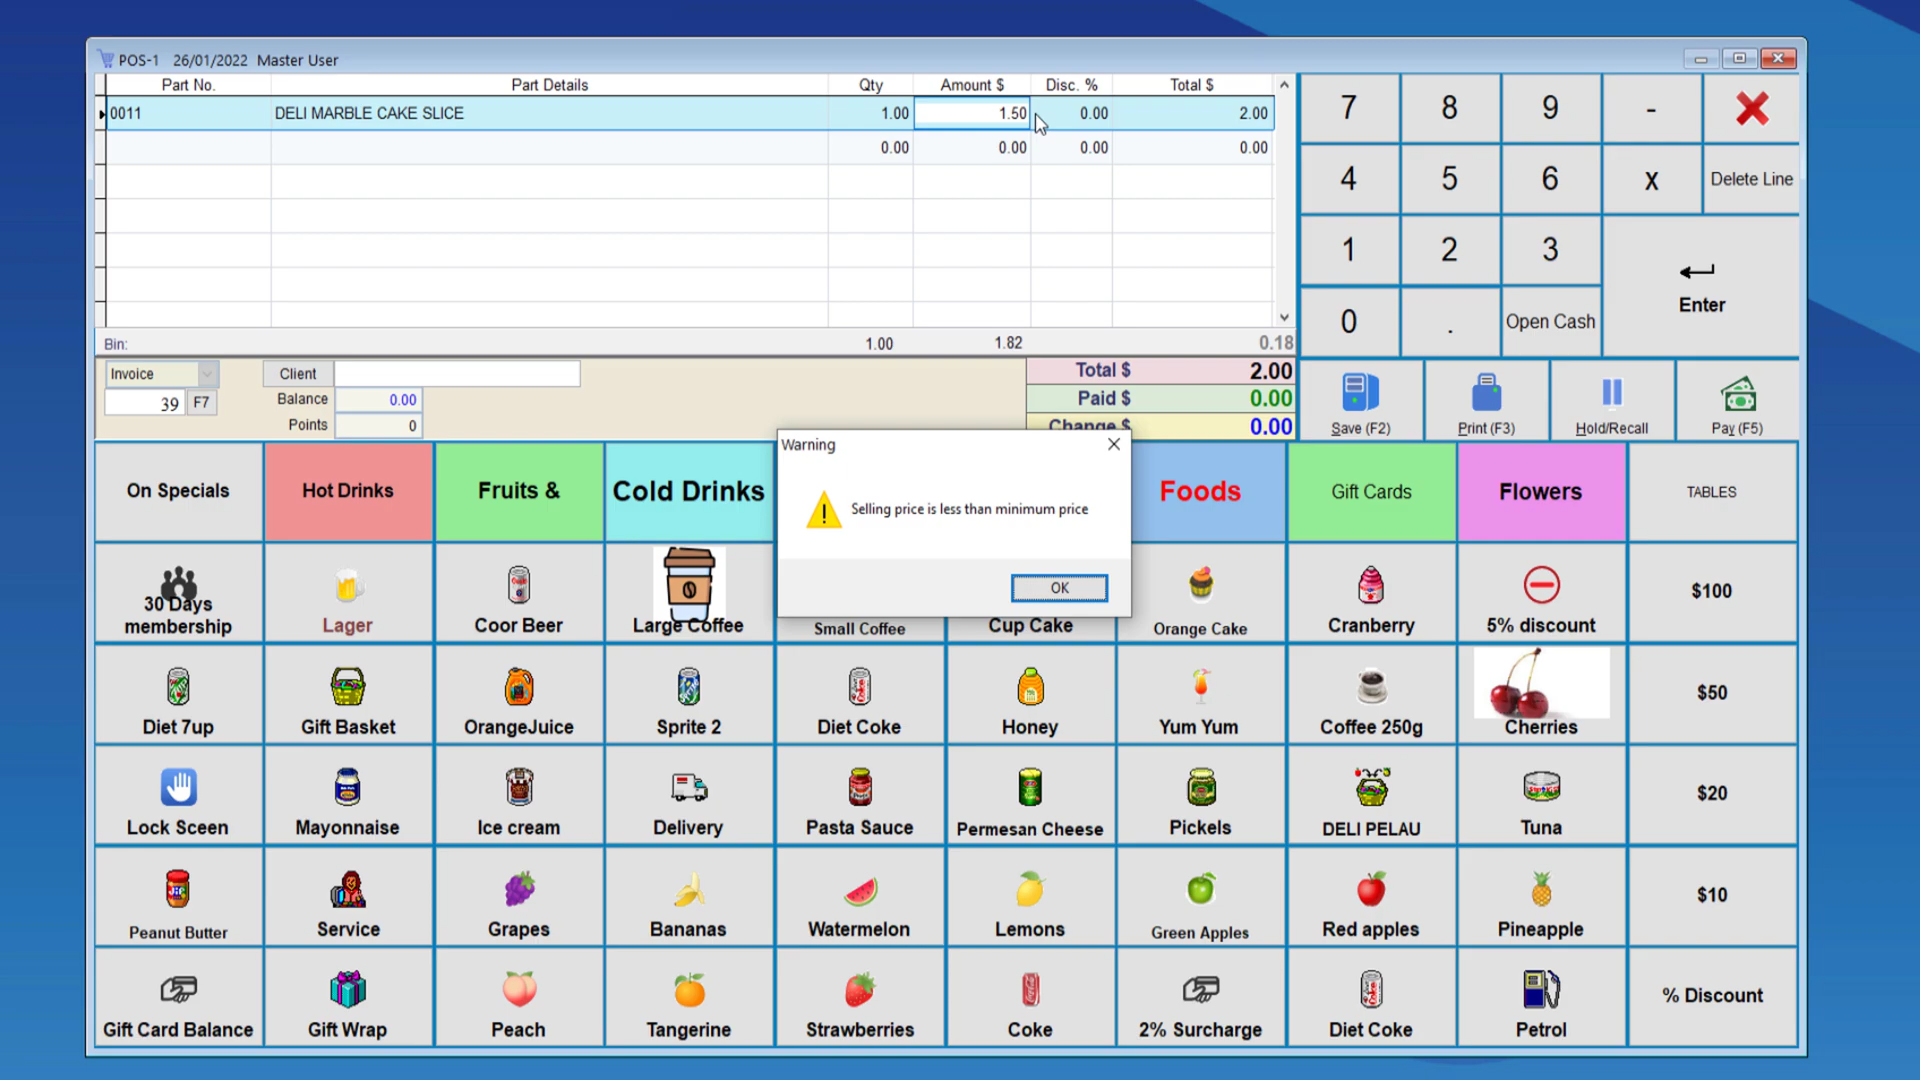 POS-1 26/01/2022 Master User
Part No. Part Details Qty Amount $ Disc. % Total $
0011 DELI MARBLE CAKE SLICE 1.00 1.50 0.00 2.00
0.00 0.00 0.00 0.00
Bin: 1.00 1.82 0.18
7 8 9 -
4 5 6 x Delete Line
1 2 3
Enter
0 . Open Cash
Invoice Client
39 F7 Balance 0.00
Points 0
Total $ 2.00
Paid $ 0.00
Change $ 0.00
Save (F2) Print (F3) Hold/Recall Pay (F5)
Warning
Selling price is less than minimum price
OK
On Specials Hot Drinks Fruits & Cold Drinks Foods Gift Cards Flowers TABLES
30 Days
membership Lager Coor Beer Large Coffee Small Coffee Cup Cake Orange Cake Cranberry 5% discount $100
Diet 7up Gift Basket OrangeJuice Sprite 2 Diet Coke Honey Yum Yum Coffee 250g Cherries $50
Lock Sceen Mayonnaise Ice cream Delivery Pasta Sauce Permesan Cheese Pickels DELI PELAU Tuna $20
Peanut Butter Service Grapes Bananas Watermelon Lemons Green Apples Red apples Pineapple $10
Gift Card Balance Gift Wrap Peach Tangerine Strawberries Coke 2% Surcharge Diet Coke Petrol % Discount